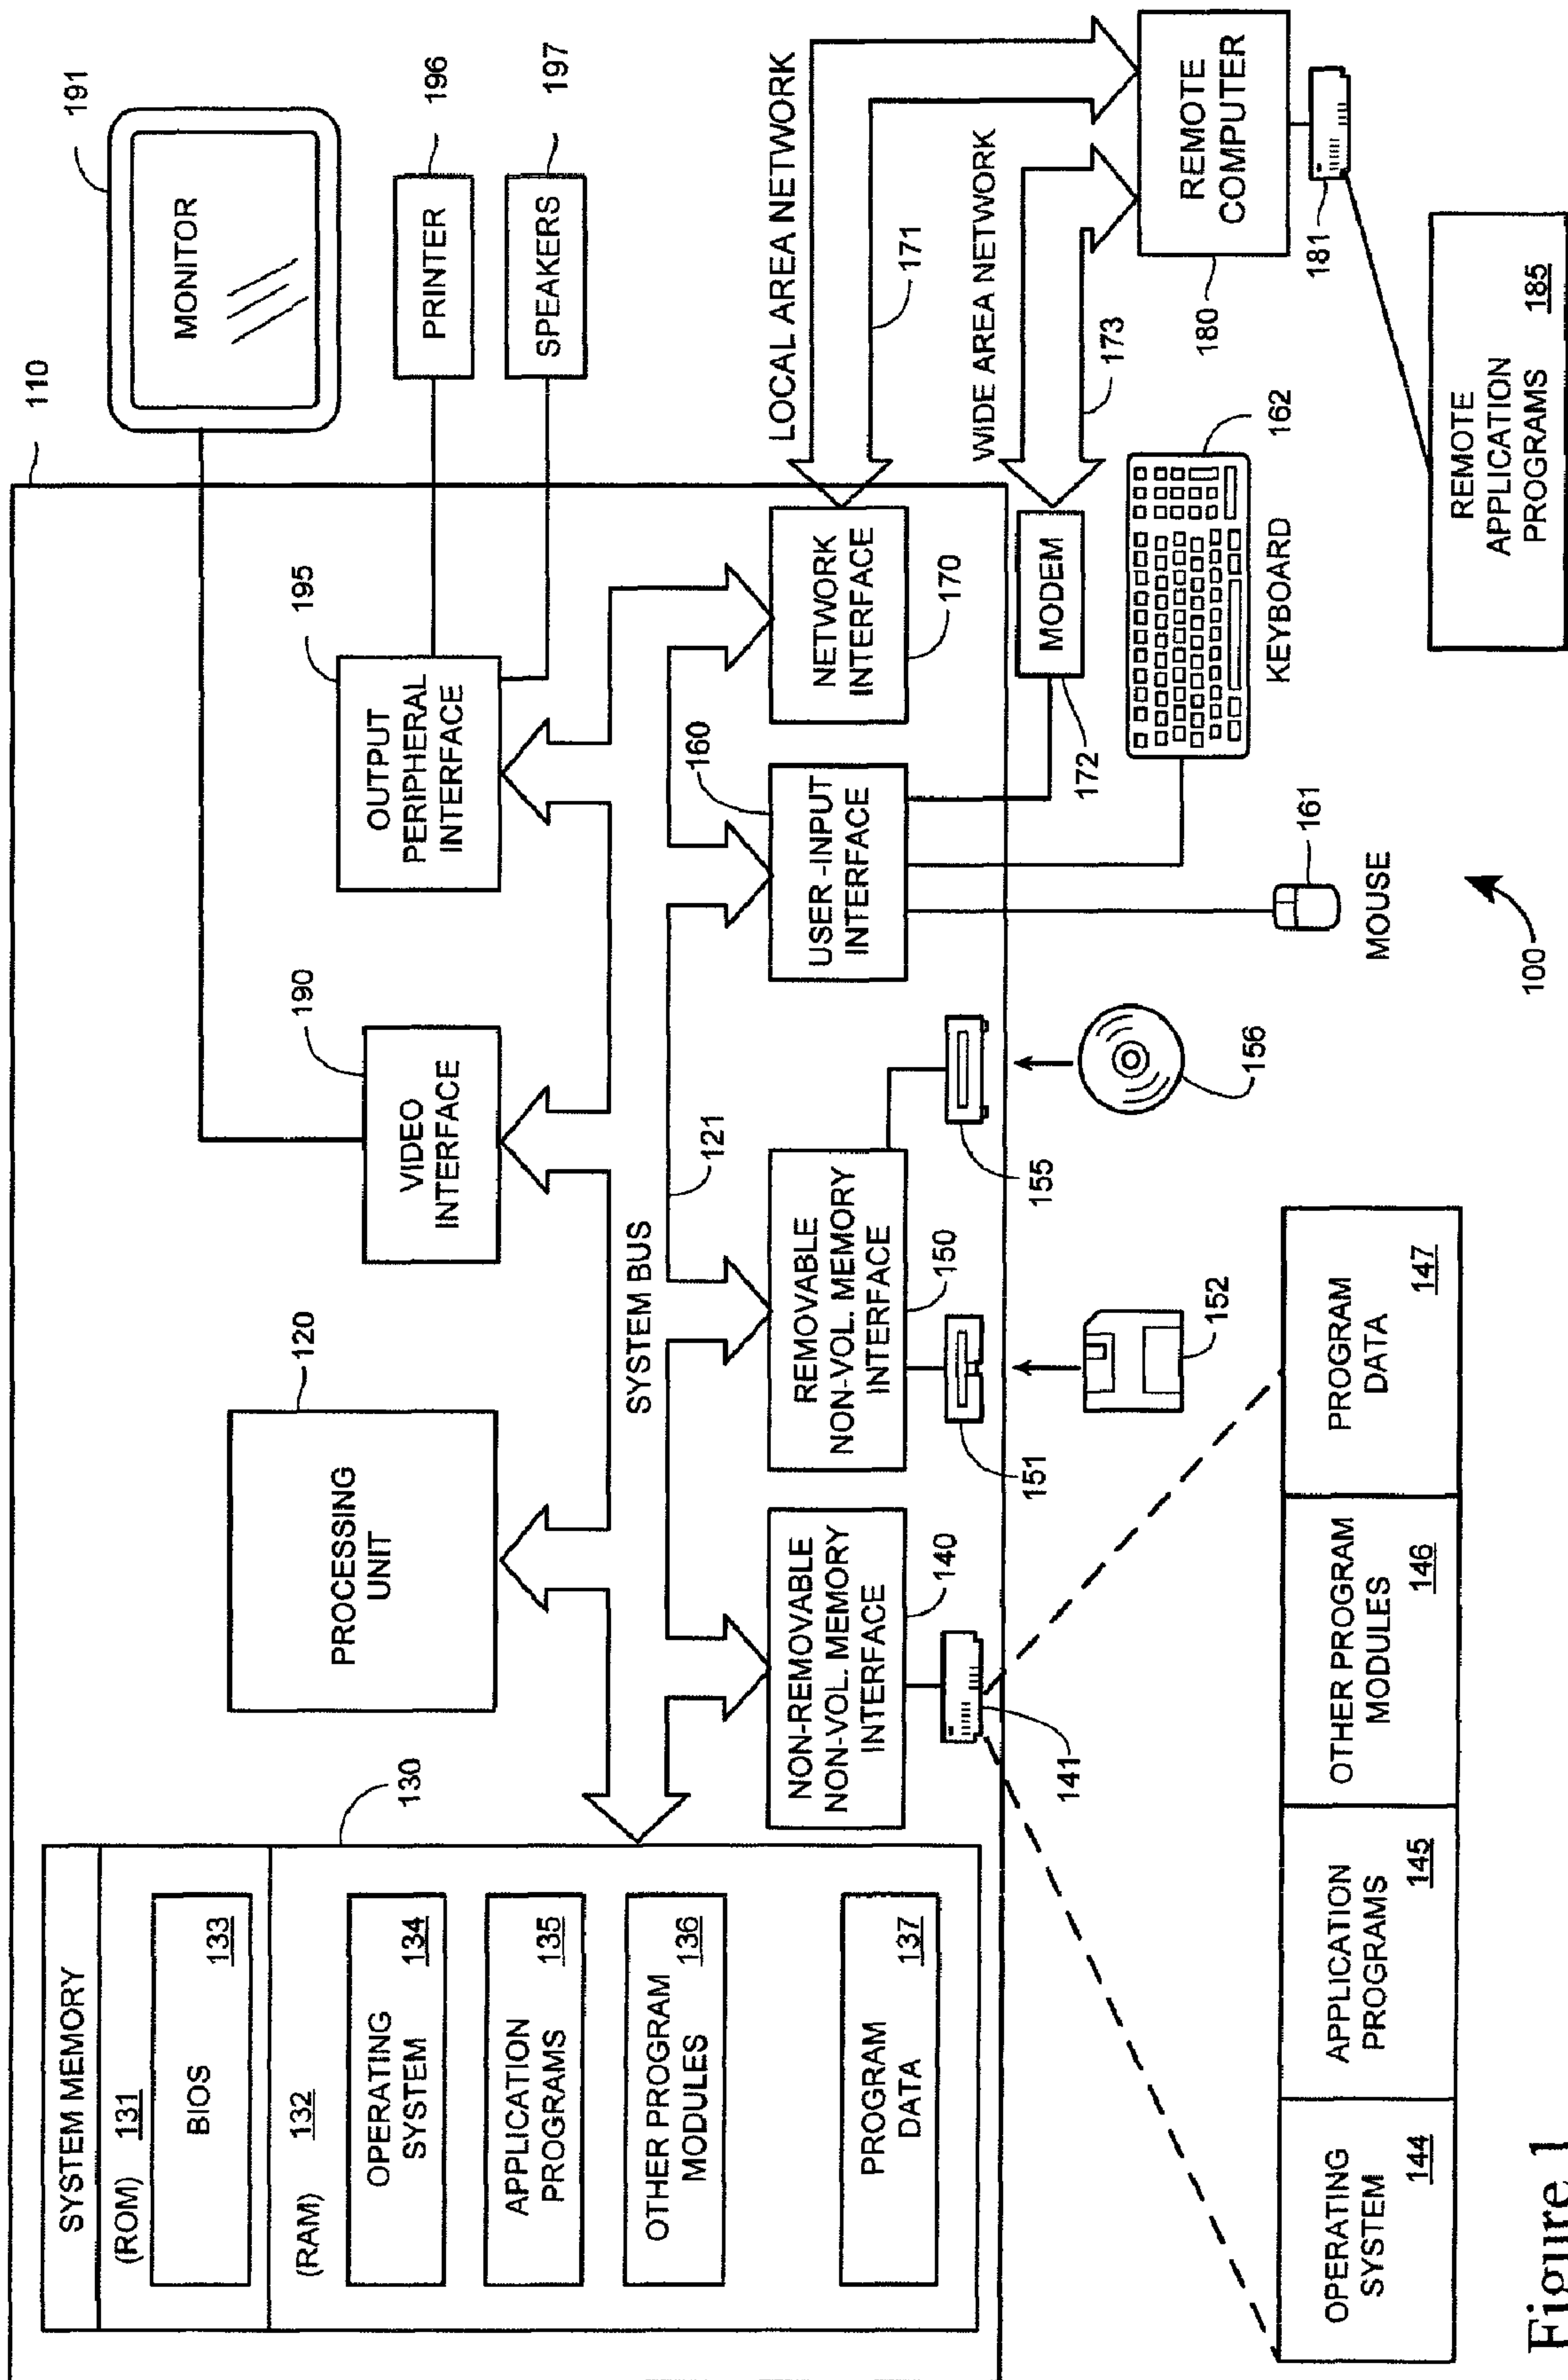 110
191
MONITOR
196
PRINTER
197
SPEAKERS
SYSTEM MEMORY
(ROM) 131
BIOS
133
(RAM) 132
OPERATING
SYSTEM
134
APPLICATION
PROGRAMS
135
OTHER PROGRAM
MODULES
136
PROGRAM
DATA
137
130
PROCESSING
UNIT
120
VIDEO
INTERFACE
190
OUTPUT
PERIPHERAL
INTERFACE
195
SYSTEM BUS
121
NON-REMOVABLE
NON-VOL. MEMORY
INTERFACE
140
141
REMOVABLE
NON-VOL. MEMORY
INTERFACE
150
151
155
152
156
USER-INPUT
INTERFACE
160
NETWORK
INTERFACE
170
LOCAL AREA NETWORK
171
WIDE AREA NETWORK
173
MODEM
172
KEYBOARD
162
161
MOUSE
REMOTE
COMPUTER
180
181
REMOTE
APPLICATION
PROGRAMS
185
OPERATING
SYSTEM
144
APPLICATION
PROGRAMS
145
OTHER PROGRAM
MODULES
146
PROGRAM
DATA
147
100
Figure 1